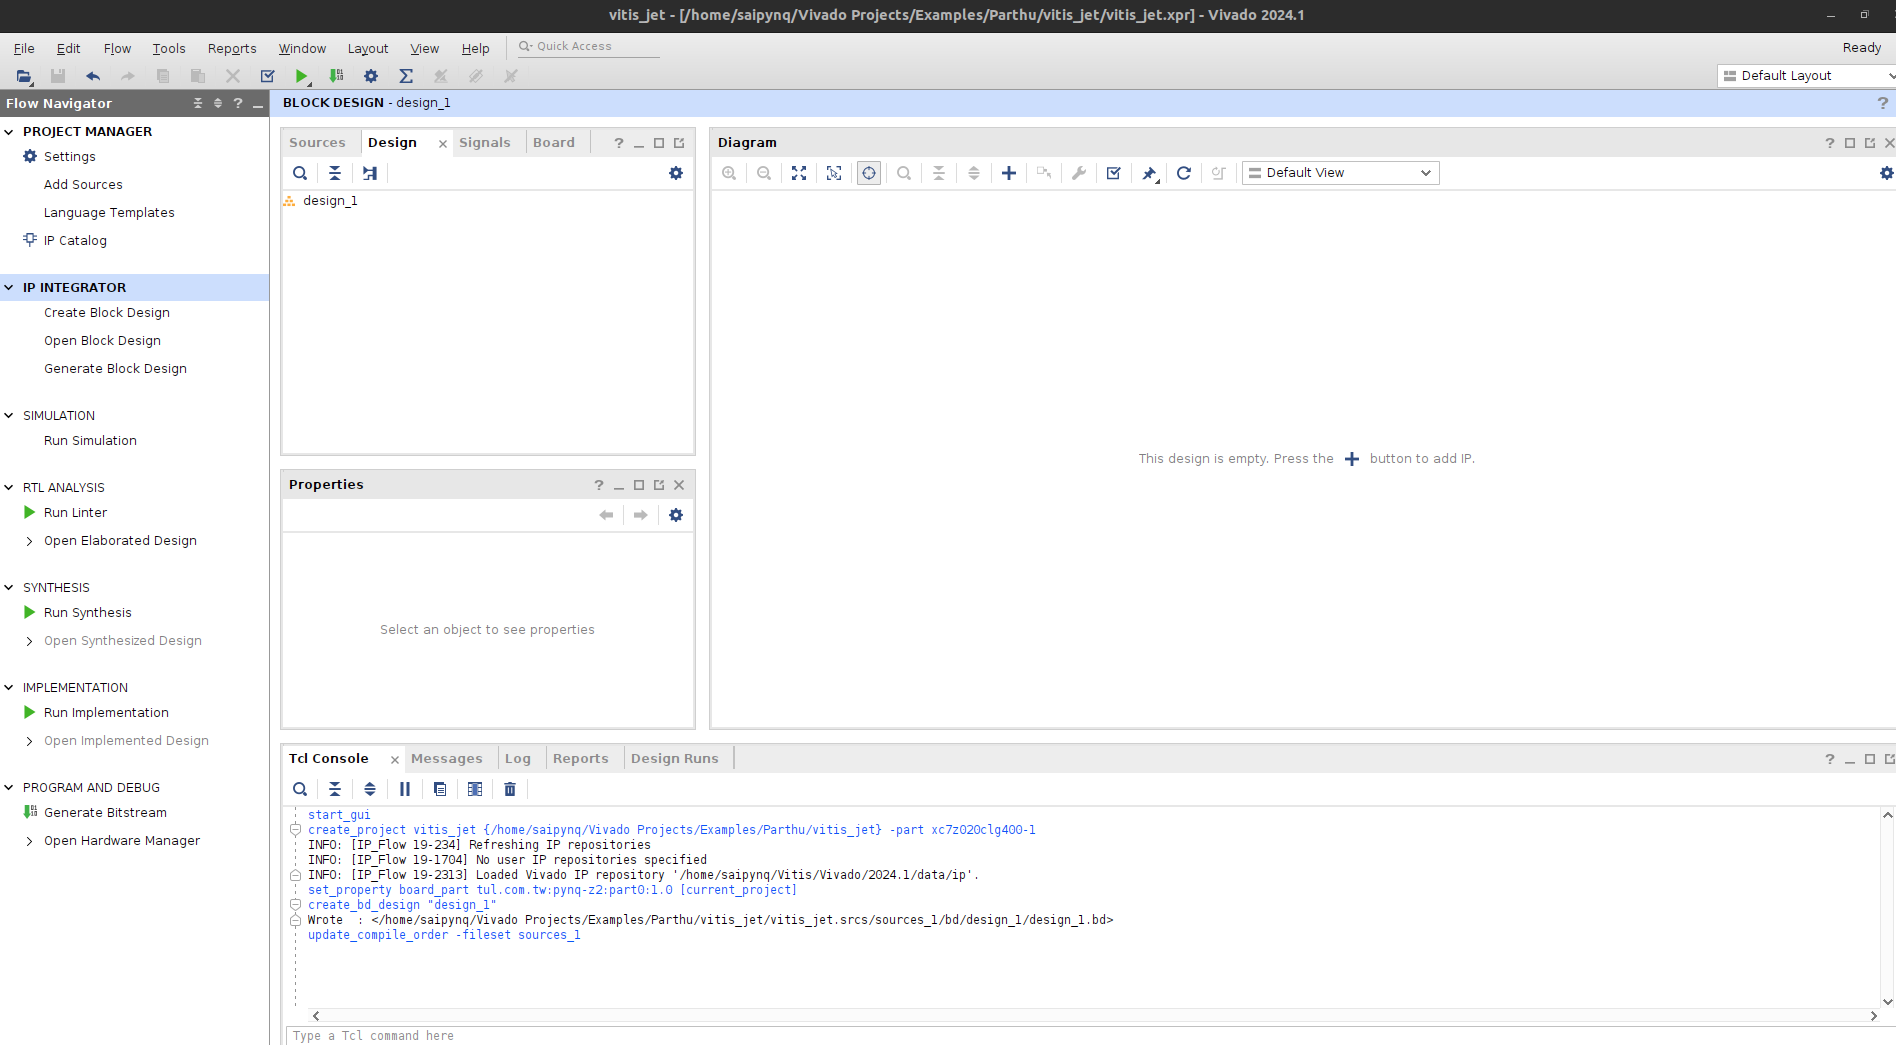 vitis_jet - [/home/saipynq/Vivado Projects/Examples/Parthu/vitis_jet/vitis_jet.xpr] - Vivado 2024.1
File Edit Flow Tools Reports Window Layout View Help Quick Access
Ready
Default Layout
Flow Navigator
PROJECT MANAGER
Settings
Add Sources
Language Templates
IP Catalog
IP INTEGRATOR
Create Block Design
Open Block Design
Generate Block Design
SIMULATION
Run Simulation
RTL ANALYSIS
Run Linter
Open Elaborated Design
SYNTHESIS
Run Synthesis
Open Synthesized Design
IMPLEMENTATION
Run Implementation
Open Implemented Design
PROGRAM AND DEBUG
Generate Bitstream
Open Hardware Manager
BLOCK DESIGN - design_1
Sources Design Signals Board
design_1
Properties
Select an object to see properties
Diagram
Default View
This design is empty. Press the + button to add IP.
Tcl Console Messages Log Reports Design Runs
start_gui
create_project vitis_jet {/home/saipynq/Vivado Projects/Examples/Parthu/vitis_jet} -part xc7z020clg400-1
INFO: [IP_Flow 19-234] Refreshing IP repositories
INFO: [IP_Flow 19-1704] No user IP repositories specified
INFO: [IP_Flow 19-2313] Loaded Vivado IP repository '/home/saipynq/Vitis/Vivado/2024.1/data/ip'.
set_property board_part tul.com.tw:pynq-z2:part0:1.0 [current_project]
create_bd_design "design_1"
Wrote  : </home/saipynq/Vivado Projects/Examples/Parthu/vitis_jet/vitis_jet.srcs/sources_1/bd/design_1/design_1.bd>
update_compile_order -fileset sources_1
Type a Tcl command here